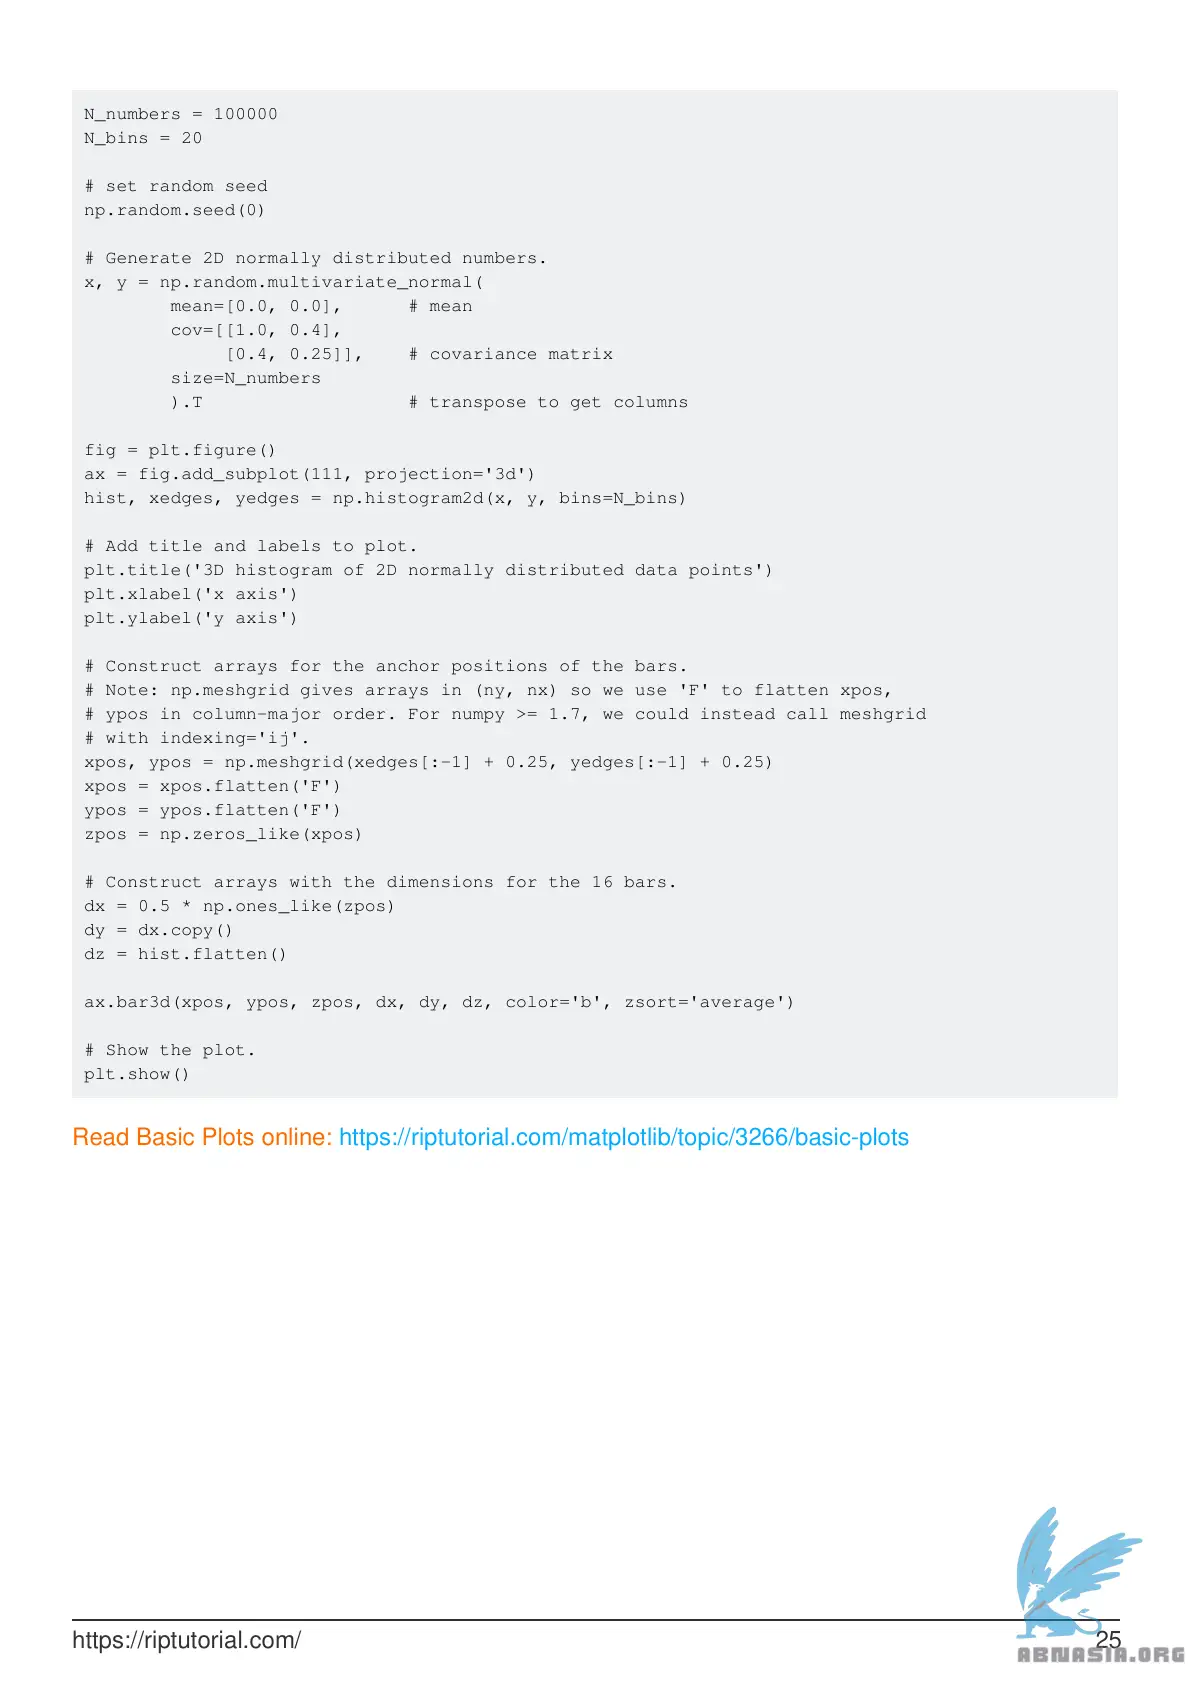 N_numbers = 100000
N_bins = 20
# set random seed
np.random.seed(0)
# Generate 2D normally distributed numbers.
x, y = np.random.multivariate_normal(
        mean=[0.0, 0.0],      # mean
        cov=[[1.0, 0.4],
             [0.4, 0.25]],    # covariance matrix
        size=N_numbers
        ).T                   # transpose to get columns
fig = plt.figure()
ax = fig.add_subplot(111, projection='3d')
hist, xedges, yedges = np.histogram2d(x, y, bins=N_bins)
# Add title and labels to plot.
plt.title('3D histogram of 2D normally distributed data points')
plt.xlabel('x axis')
plt.ylabel('y axis')
# Construct arrays for the anchor positions of the bars.
# Note: np.meshgrid gives arrays in (ny, nx) so we use 'F' to flatten xpos,
# ypos in column-major order. For numpy >= 1.7, we could instead call meshgrid
# with indexing='ij'.
xpos, ypos = np.meshgrid(xedges[:-1] + 0.25, yedges[:-1] + 0.25)
xpos = xpos.flatten('F')
ypos = ypos.flatten('F')
zpos = np.zeros_like(xpos)
# Construct arrays with the dimensions for the 16 bars.
dx = 0.5 * np.ones_like(zpos)
dy = dx.copy()
dz = hist.flatten()
ax.bar3d(xpos, ypos, zpos, dx, dy, dz, color='b', zsort='average')
# Show the plot.
plt.show()
Read Basic Plots online: https://riptutorial.com/matplotlib/topic/3266/basic-plots
https://riptutorial.com/ 25
ABNASIA.ORG